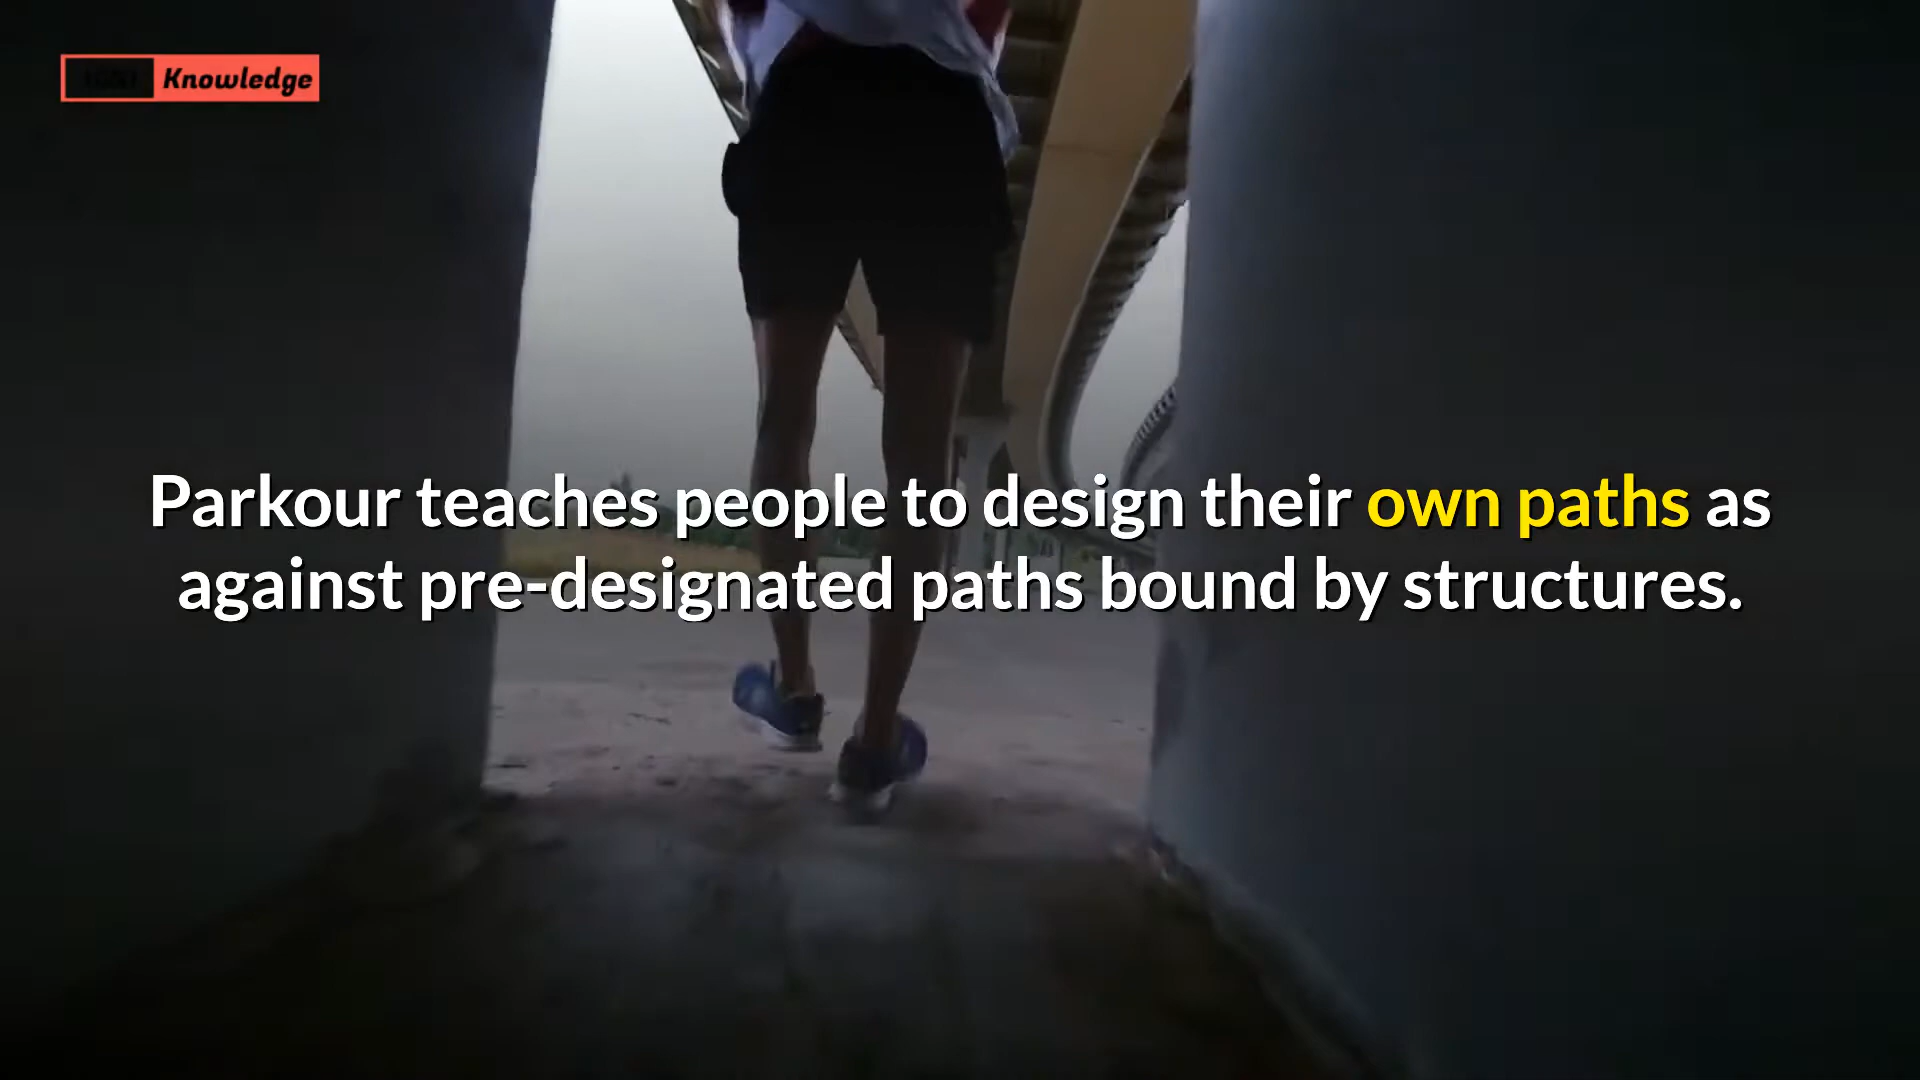 Knowledge
Parkour teaches people to design their own paths as
against pre-designated paths bound by structures.